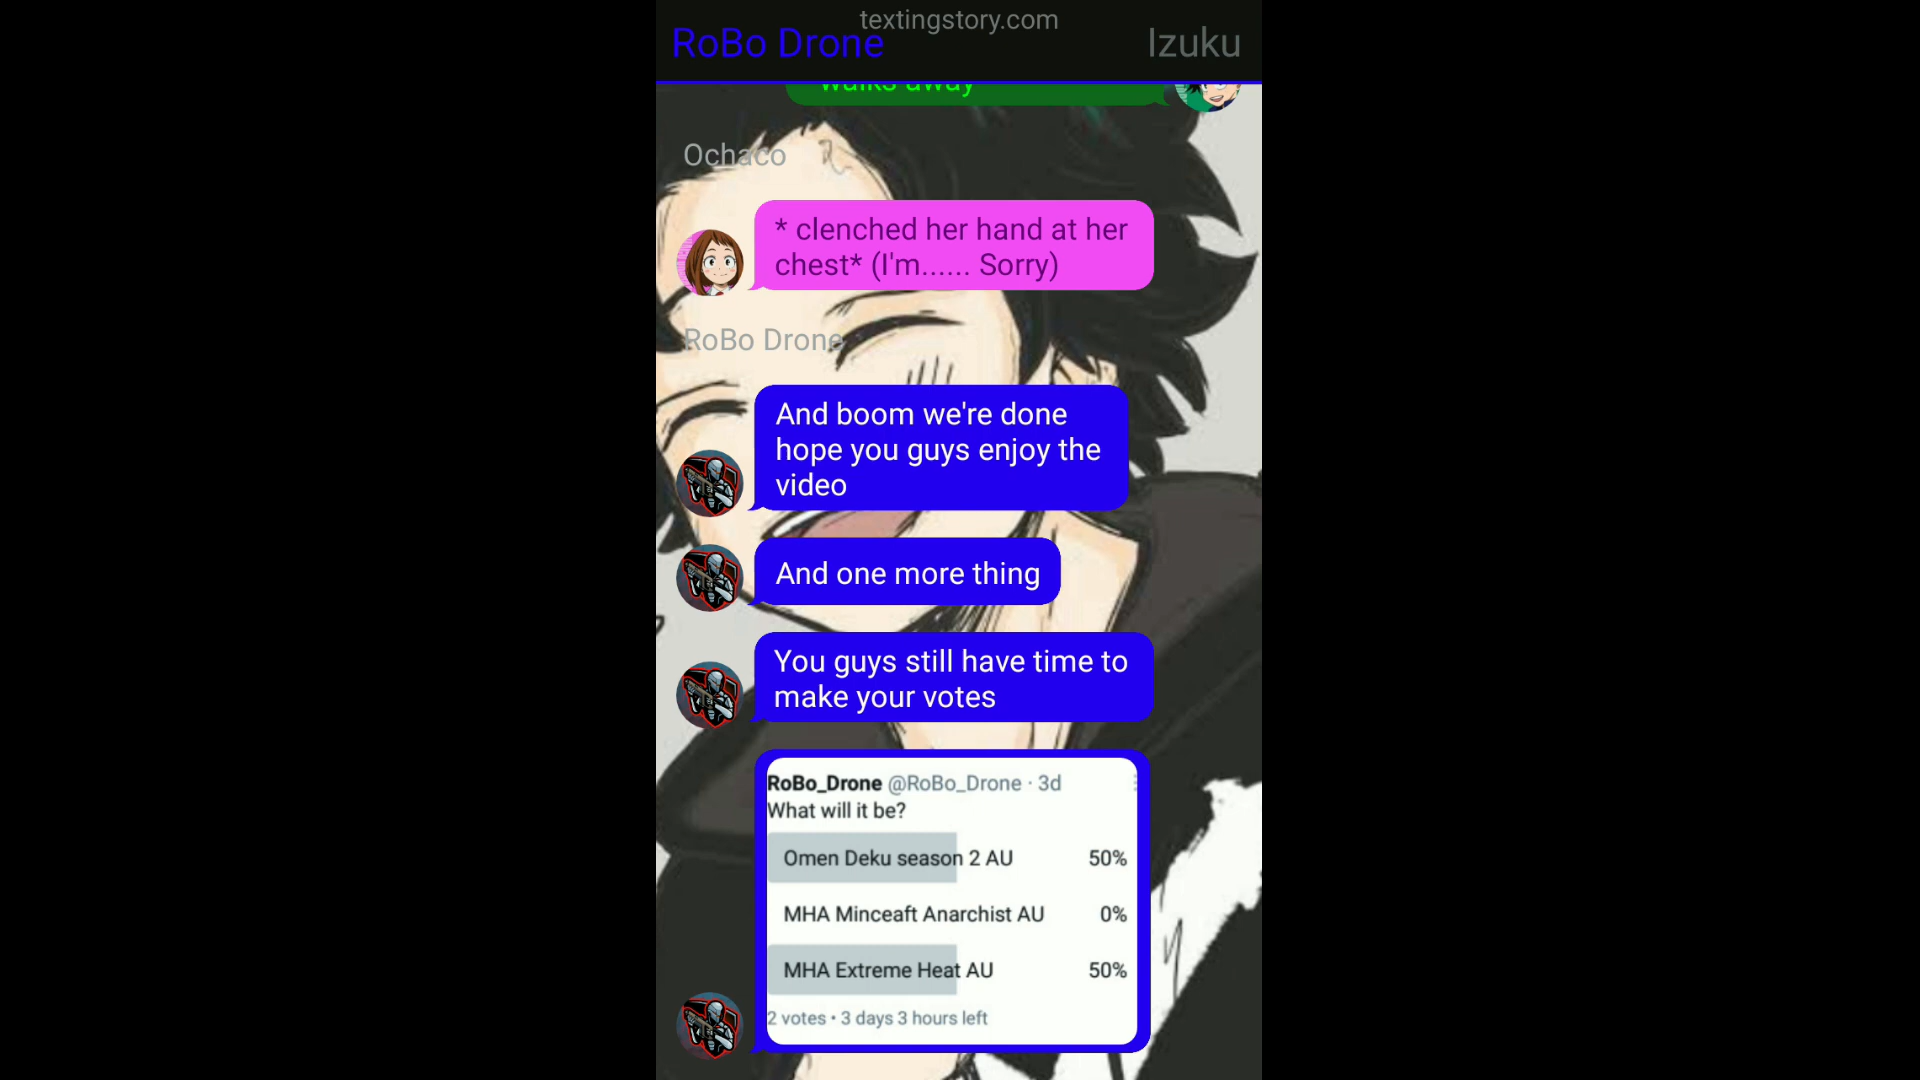 textingstory.com
RoBo Drone
Izuku
walks away
Ochaco
* clenched her hand at her
chest* (I'm...... Sorry)
RoBo Drone
And boom we're done
hope you guys enjoy the
video
And one more thing
You guys still have time to
make your votes
RoBo_Drone @RoBo_Drone · 3d
What will it be?
Omen Deku season 2 AU 50%
MHA Minceaft Anarchist AU 0%
MHA Extreme Heat AU 50%
2 votes • 3 days 3 hours left